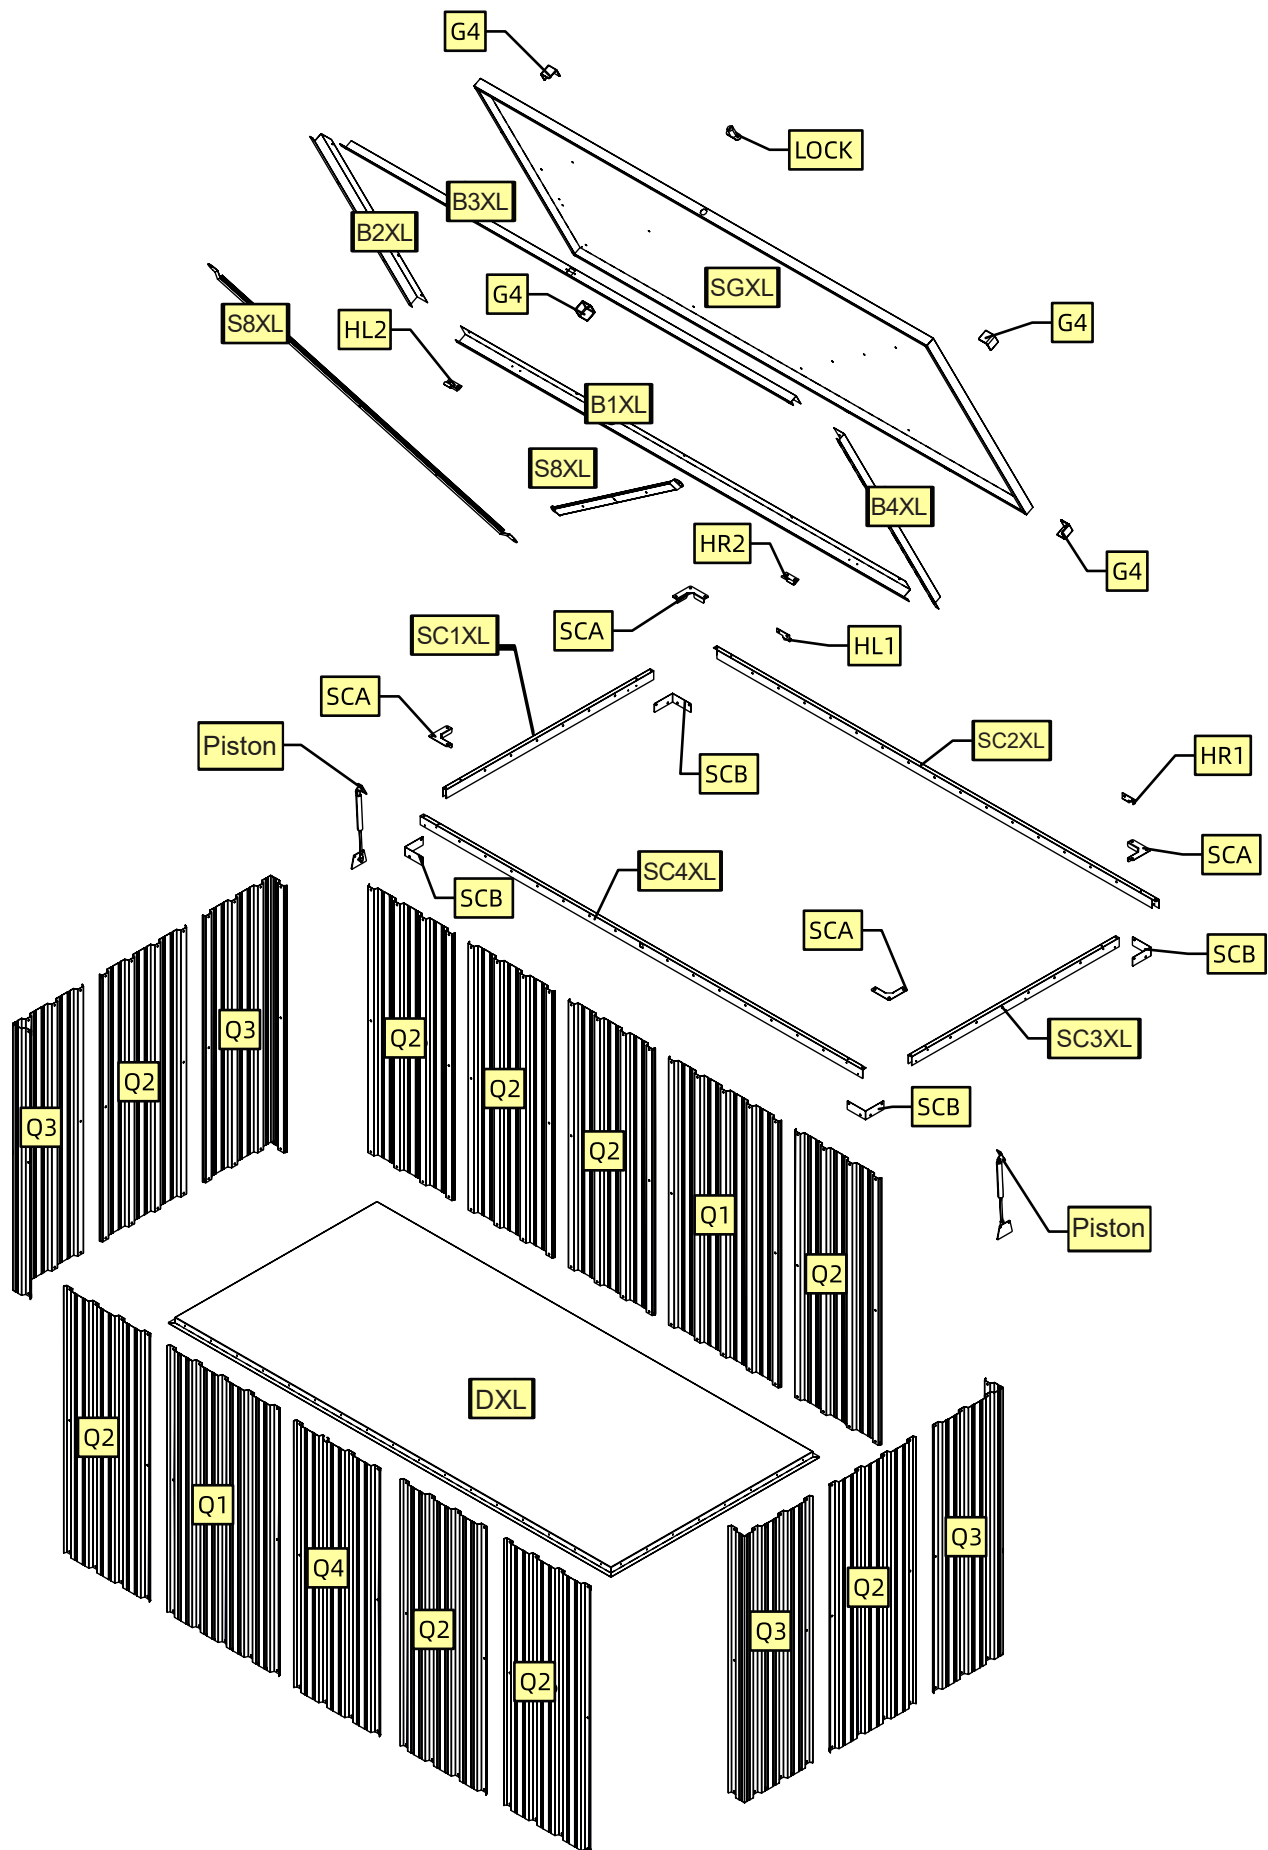 G4
LOCK
B3XL
B2XL
SGXL
G4
S8XL
HL2
G4
B1XL
S8XL
B4XL
HR2
G4
SCA
SC1XL
HL1
SCA
Piston
SC2XL
SCB
HR1
SCA
SC4XL
SCB
SCA
SCB
Q3
Q2
SC3XL
Q2
Q2
SCB
Q3
Q2
Q1
Piston
Q2
DXL
Q2
Q1
Q3
Q4
Q2
Q2
Q3
Q2